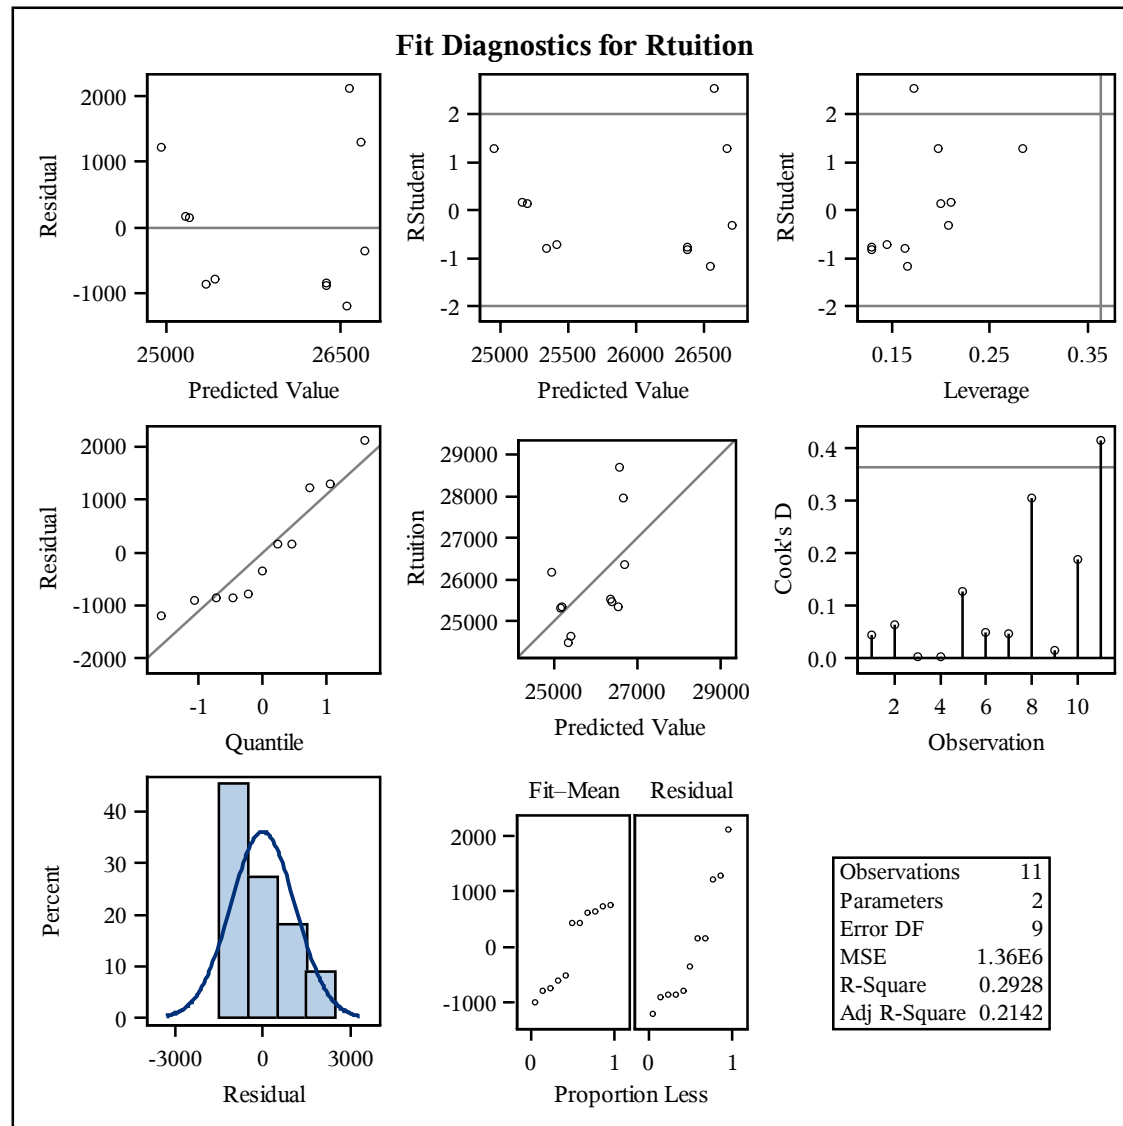 Fit Diagnostics for Rtuition
2000
1000
0
-1000
Residual
25000 26500
Predicted Value
2
1
0
-1
-2
RStudent
25000 25500 26000 26500
Predicted Value
2
1
0
-1
-2
RStudent
0.15 0.25 0.35
Leverage
2000
1000
0
-1000
-2000
Residual
-1 0 1
Quantile
29000
28000
27000
26000
25000
Rtuition
25000 27000 29000
Predicted Value
0.4
0.3
0.2
0.1
0.0
Cook's D
2 4 6 8 10
Observation
40
30
20
10
0
Percent
-3000 0 3000
Residual
Fit–Mean Residual
2000
1000
0
-1000
0 1 0 1
Proportion Less
Observations 11
Parameters 2
Error DF 9
MSE 1.36E6
R-Square 0.2928
Adj R-Square 0.2142